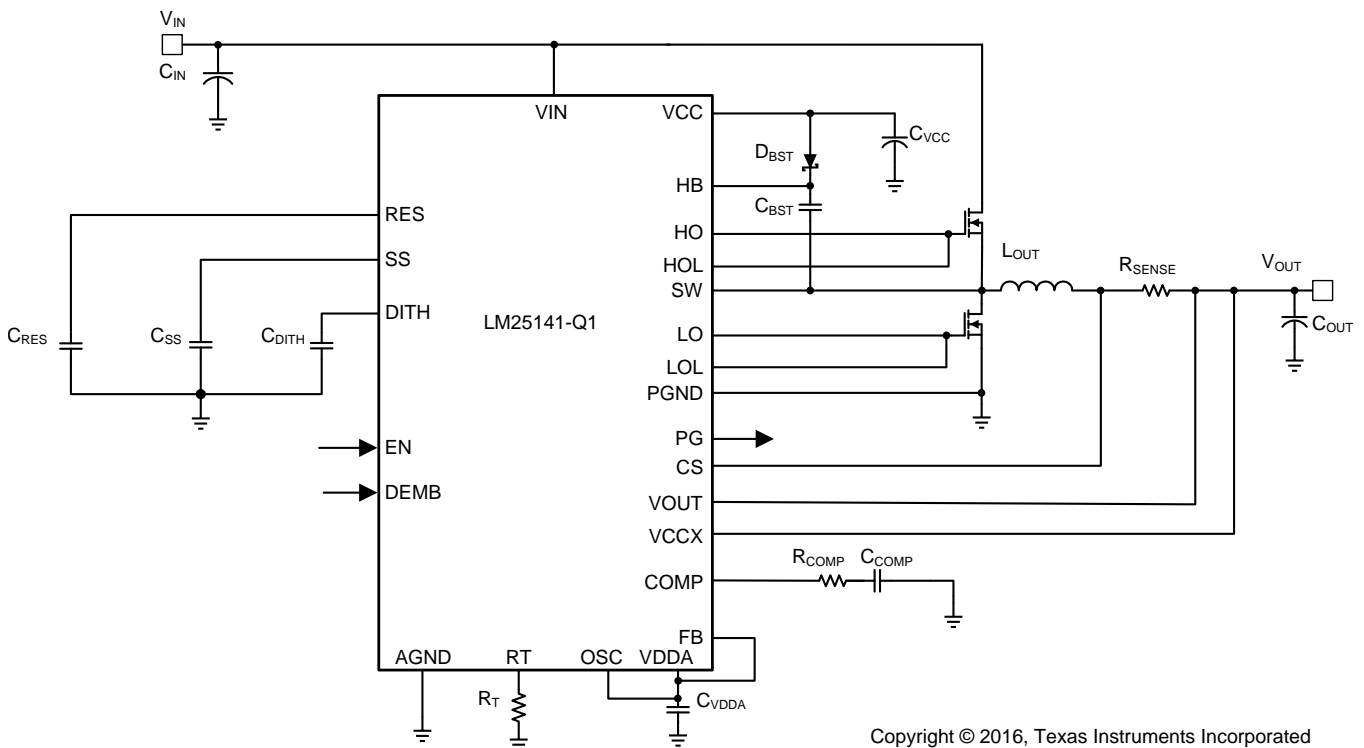 VIN
CIN
VIN
VCC
CVCC
DBST
HB
CBST
RES
HO
HOL
LOUT
RSENSE
VOUT
SS
SW
DITH
LM25141-Q1
LO
COUT
CRES
CSS
CDITH
LOL
PGND
PG
EN
CS
DEMB
VOUT
VCCX
RCOMP
CCOMP
COMP
FB
AGND
RT
OSC
VDDA
RT
CVDDA
Copyright © 2016, Texas Instruments Incorporated